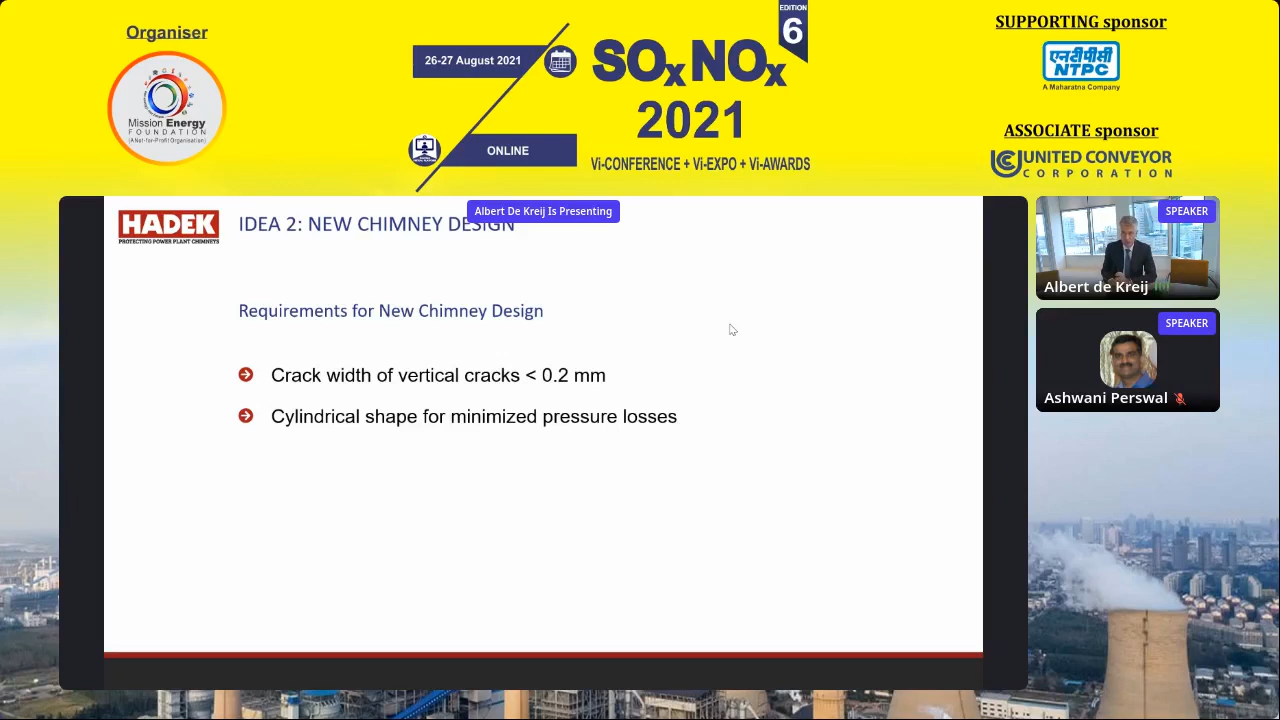 Organiser
Mission Energy
FOUNDATION
(A Net-for-Profit Organisation)
26-27 August 2021
ONLINE
EDITION
6
SOxNOx
2021
Vi-CONFERENCE + Vi-EXPO + Vi-AWARDS
SUPPORTING sponsor
एनटीपीसी
NTPC
A Maharatna Company
ASSOCIATE sponsor
UNITED CONVEYOR
CORPORATION
HADEK
PROTECTING POWER PLANT CHIMNEYS
IDEA 2: NEW CHIMNEY DESIGN
Albert De Kreij Is Presenting
Requirements for New Chimney Design
Crack width of vertical cracks < 0.2 mm
Cylindrical shape for minimized pressure losses
SPEAKER
Albert de Kreij
SPEAKER
Ashwani Perswal